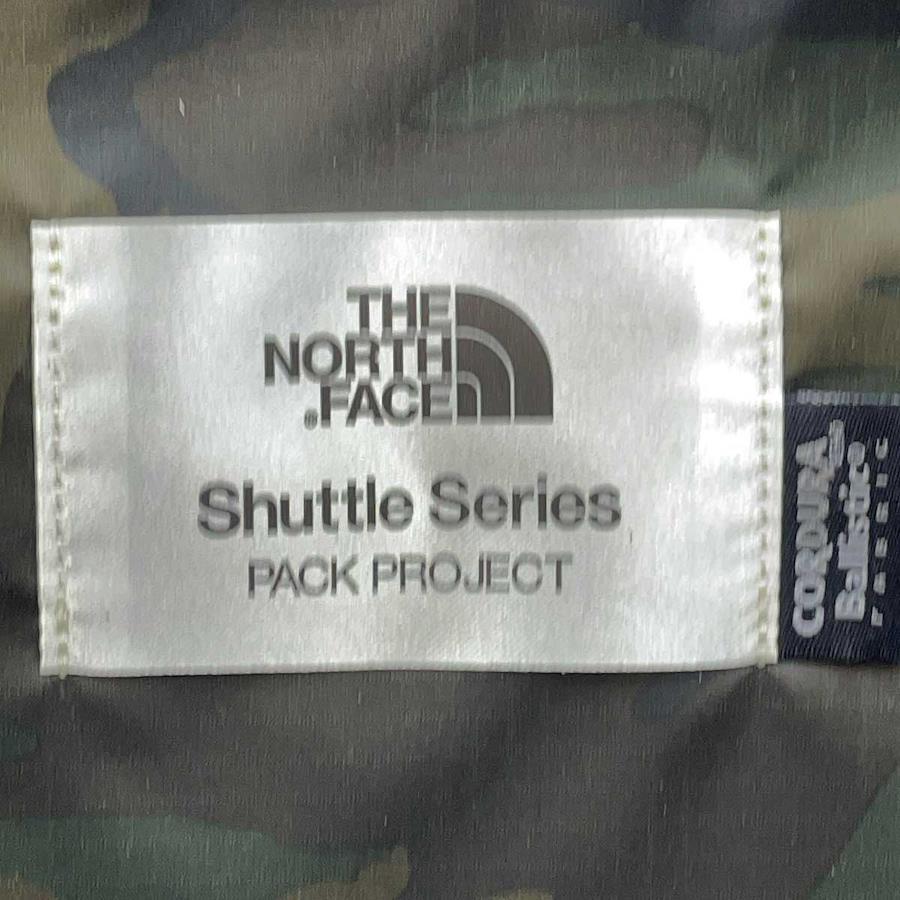 THE
NORTH
FACE
Shuttle Series
PACK PROJECT
CORDURA®
Ballistic
FABRIC